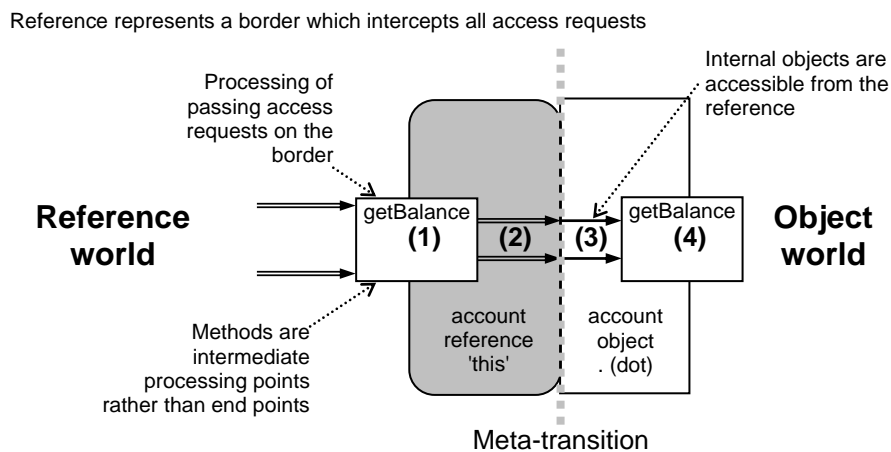 Reference represents a border which intercepts all access requests
Processing of
passing access
requests on the
border
Internal objects are
accessible from the
reference
Reference
world
getBalance
(1)
(2)
(3)
getBalance
(4)
Object
world
Methods are
intermediate
processing points
rather than end points
account
reference
'this'
account
object
. (dot)
Meta-transition